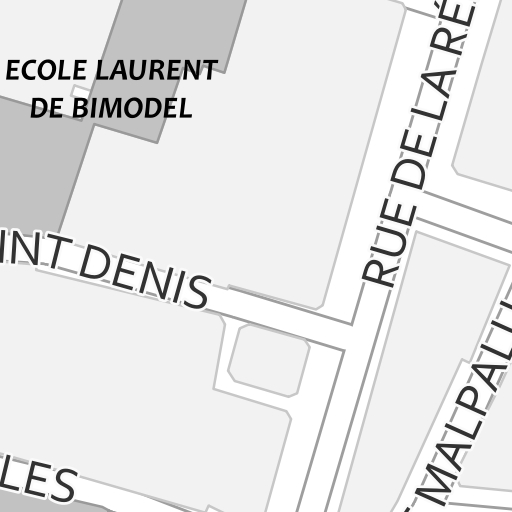 ECOLE LAURENT
DE BIMODEL
RUE DE LA RÉ
INT DENIS
MALPALU
LES